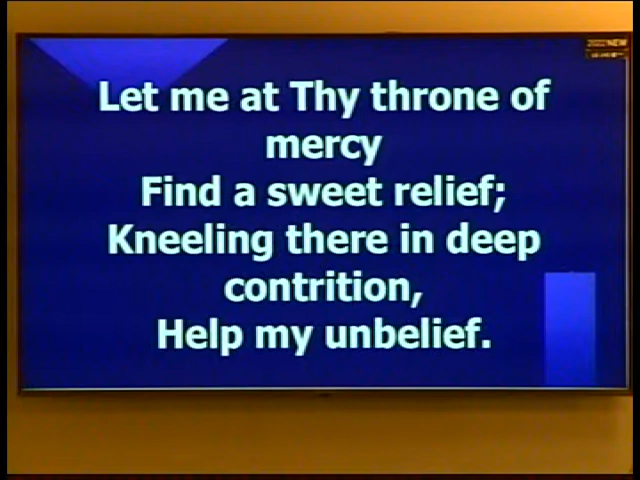 Let me at Thy throne of
mercy
Find a sweet relief;
Kneeling there in deep
contrition,
Help my unbelief.